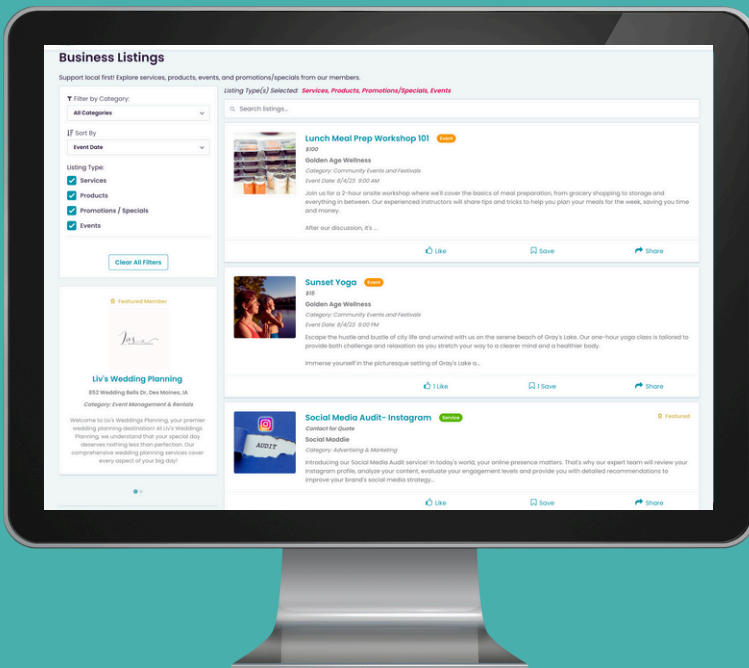 Business Listings
Support local first! Explore services, products, events, and promotions/specials from our members.
Filter by Category:
All Categories
Sort By
Event Date
Listing Type:
Services
Products
Promotions / Specials
Events
Clear All Filters
Featured Member
Liv's Wedding Planning
852 Wedding Bells Dr, Des Moines, IA
Category: Event Management & Rentals
Welcome to Liv's Weddings Planning, your premier
wedding planning destination! At Liv's Weddings
Planning, we understand that your special day
deserves nothing less than perfection. Our
comprehensive wedding planning services cover
every aspect of your big day!
Listing Type(s) Selected: Services, Products, Promotions/Specials, Events
Search listings...
Lunch Meal Prep Workshop 101 Event
$100
Golden Age Wellness
Category: Community Events and Festivals
Event Date: 8/4/23 9:00 AM
Join us for a 2-hour onsite workshop where we'll cover the basics of meal preparation, from grocery shopping to storage and
everything in between. Our experienced instructors will share tips and tricks to help you plan your meals for the week, saving you time
and money.
After our discussion, it's ...
Like Save Share
Sunset Yoga Event
$15
Golden Age Wellness
Category: Community Events and Festivals
Event Date: 8/4/23 8:00 PM
Escape the hustle and bustle of city life and unwind with us on the serene beach of Gray's Lake. Our one-hour yoga class is tailored to
provide both challenge and relaxation as you stretch your way to a clearer mind and a healthier body.
Immerse yourself in the picturesque setting of Gray's Lake a...
1 Like 1 Save Share
AUDIT
Social Media Audit- Instagram Service Featured
Contact for Quote
Social Maddie
Category: Advertising & Marketing
Introducing our Social Media Audit service! In today's world, your online presence matters. That's why our expert team will review your
Instagram profile, analyze your content, evaluate your engagement levels and provide you with detailed recommendations to
improve your brand's social media strategy...
Like Save Share